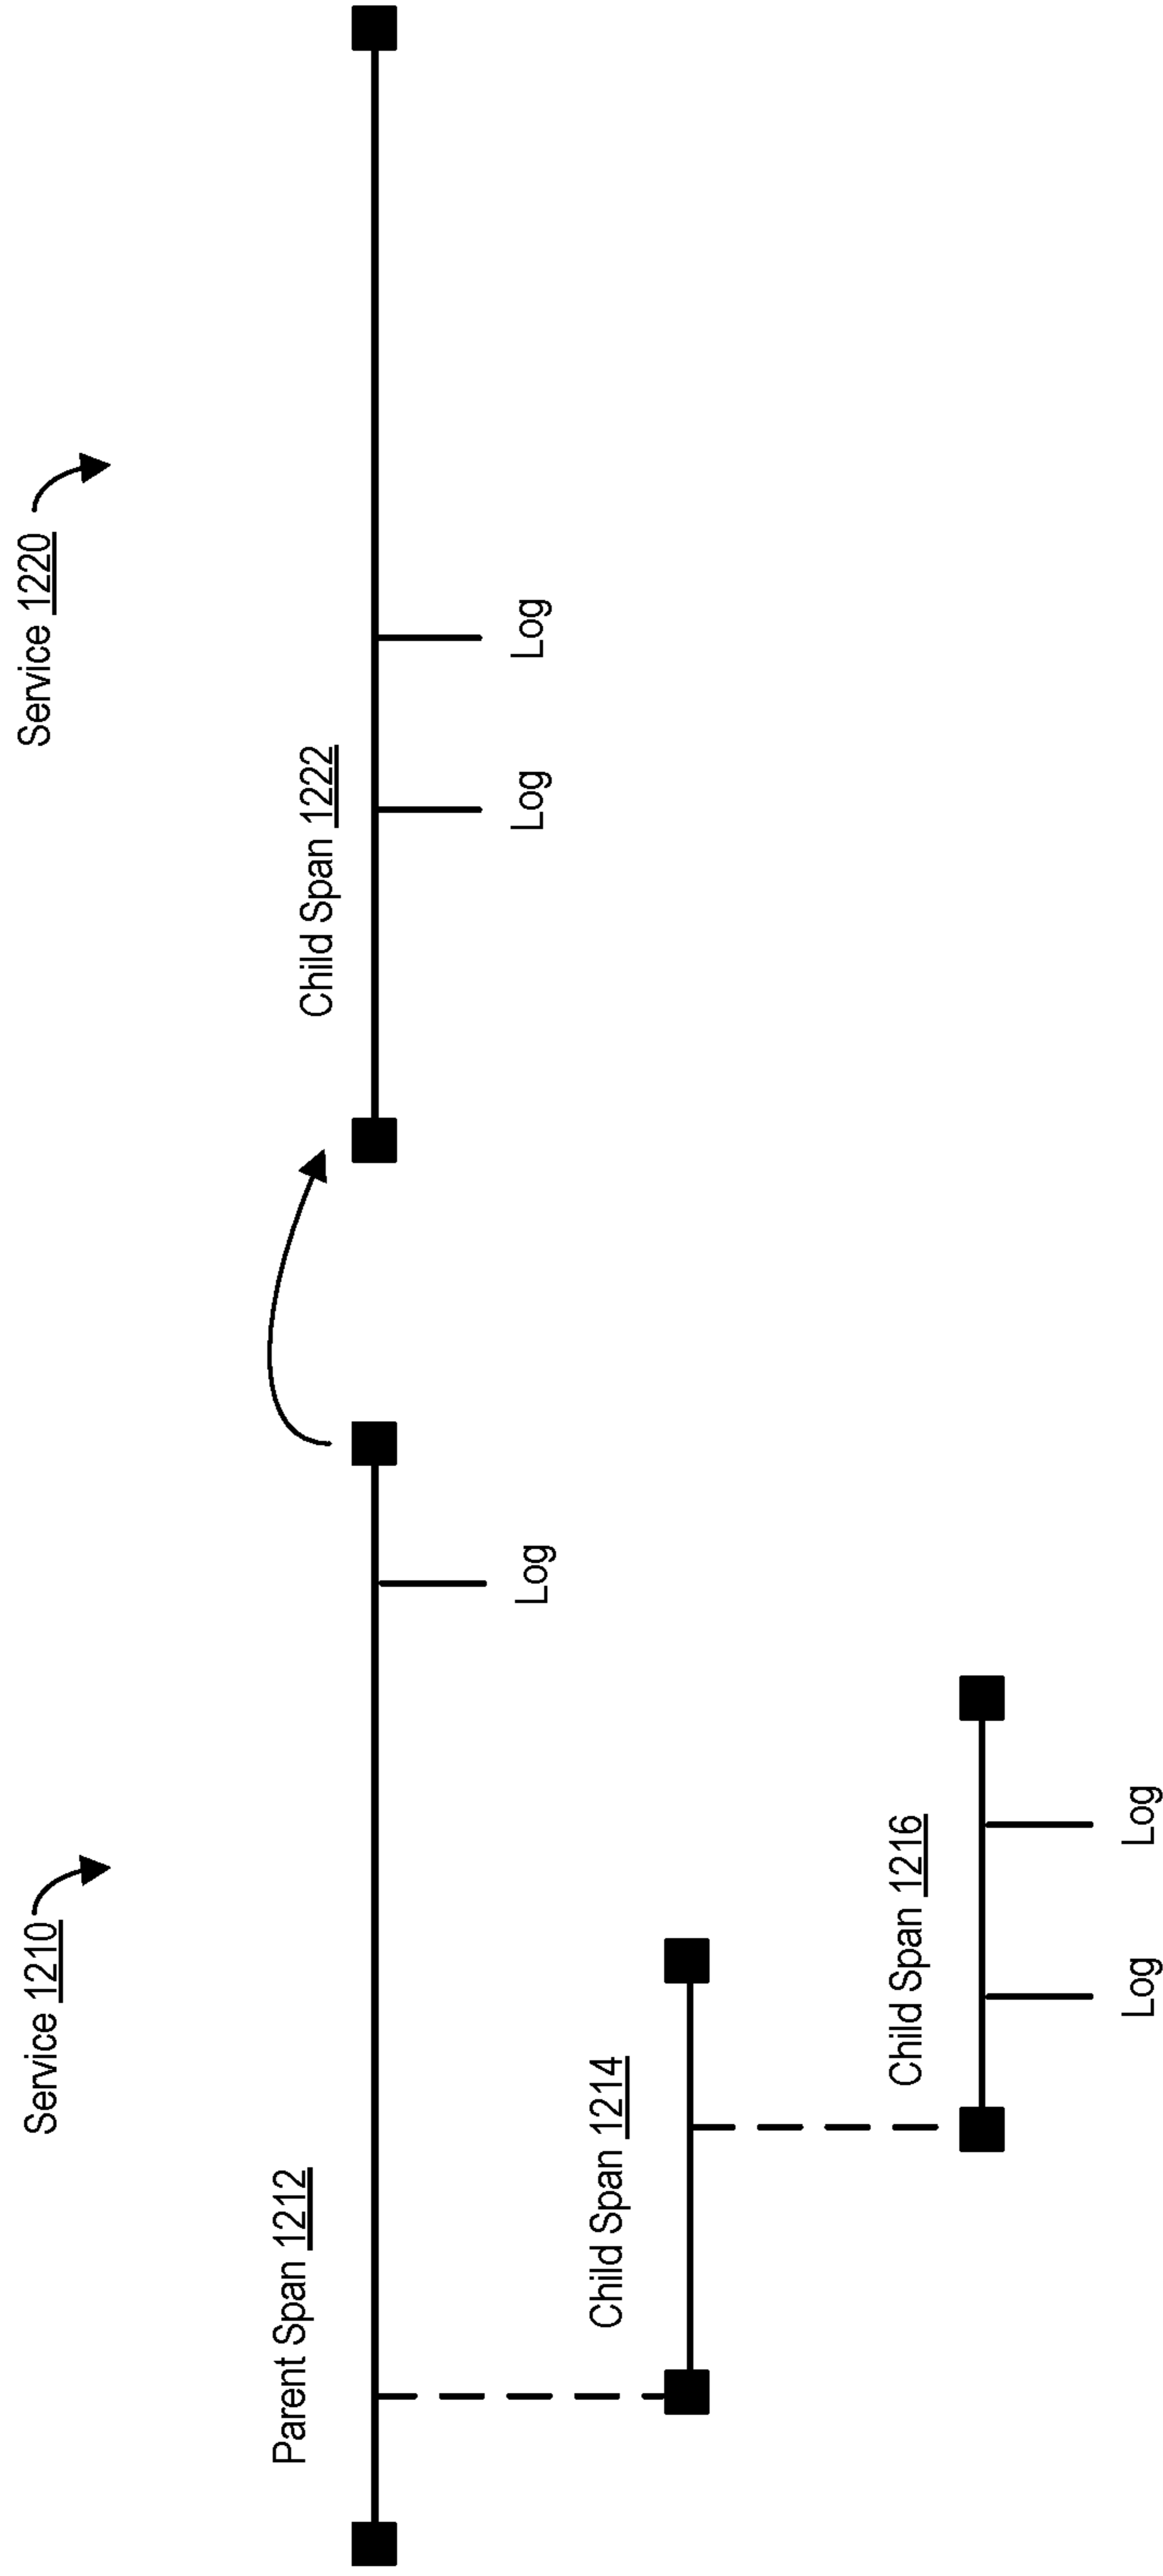 Service 1210
Service 1220
Parent Span 1212
Child Span 1222
Log
Log
Log
Child Span 1214
Child Span 1216
Log
Log